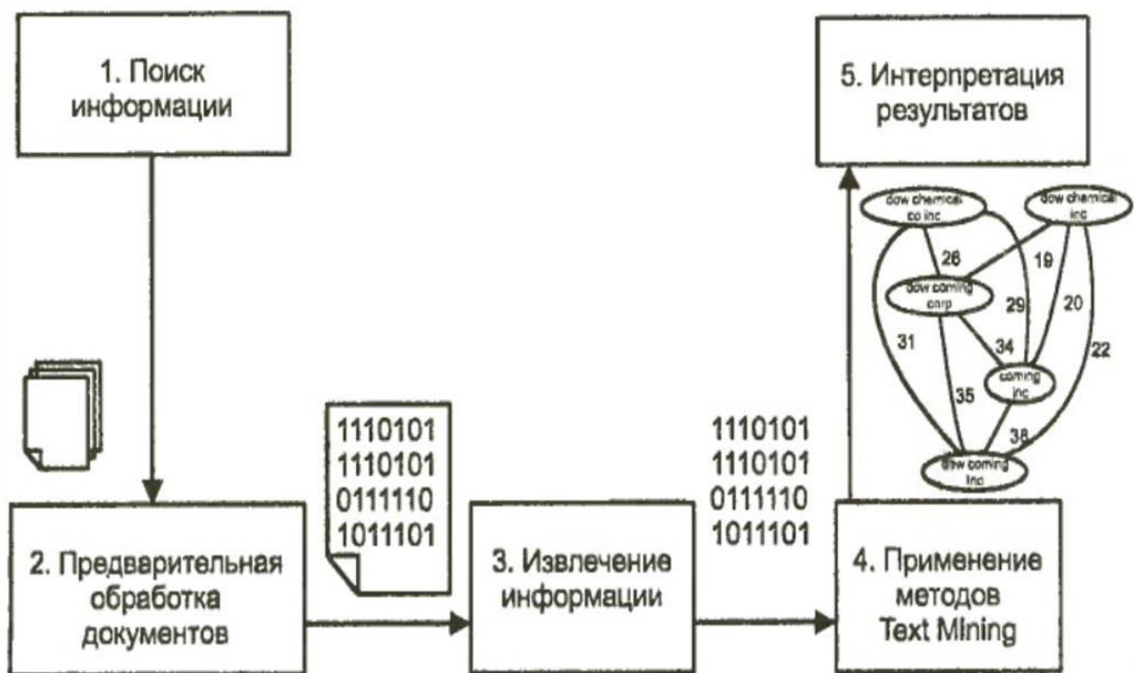 1. Поиск
информации
5. Интерпретация
результатов
dow chemical
co inc
dow chemical
inc
26
19
dow corning
corp
29
20
31
34
22
corning
inc
35
38
dow corning
inc
1110101
1110101
0111110
1011101
1110101
1110101
0111110
1011101
2. Предварительная
обработка
документов
3. Извлечение
информации
4. Применение
методов
Text Mining